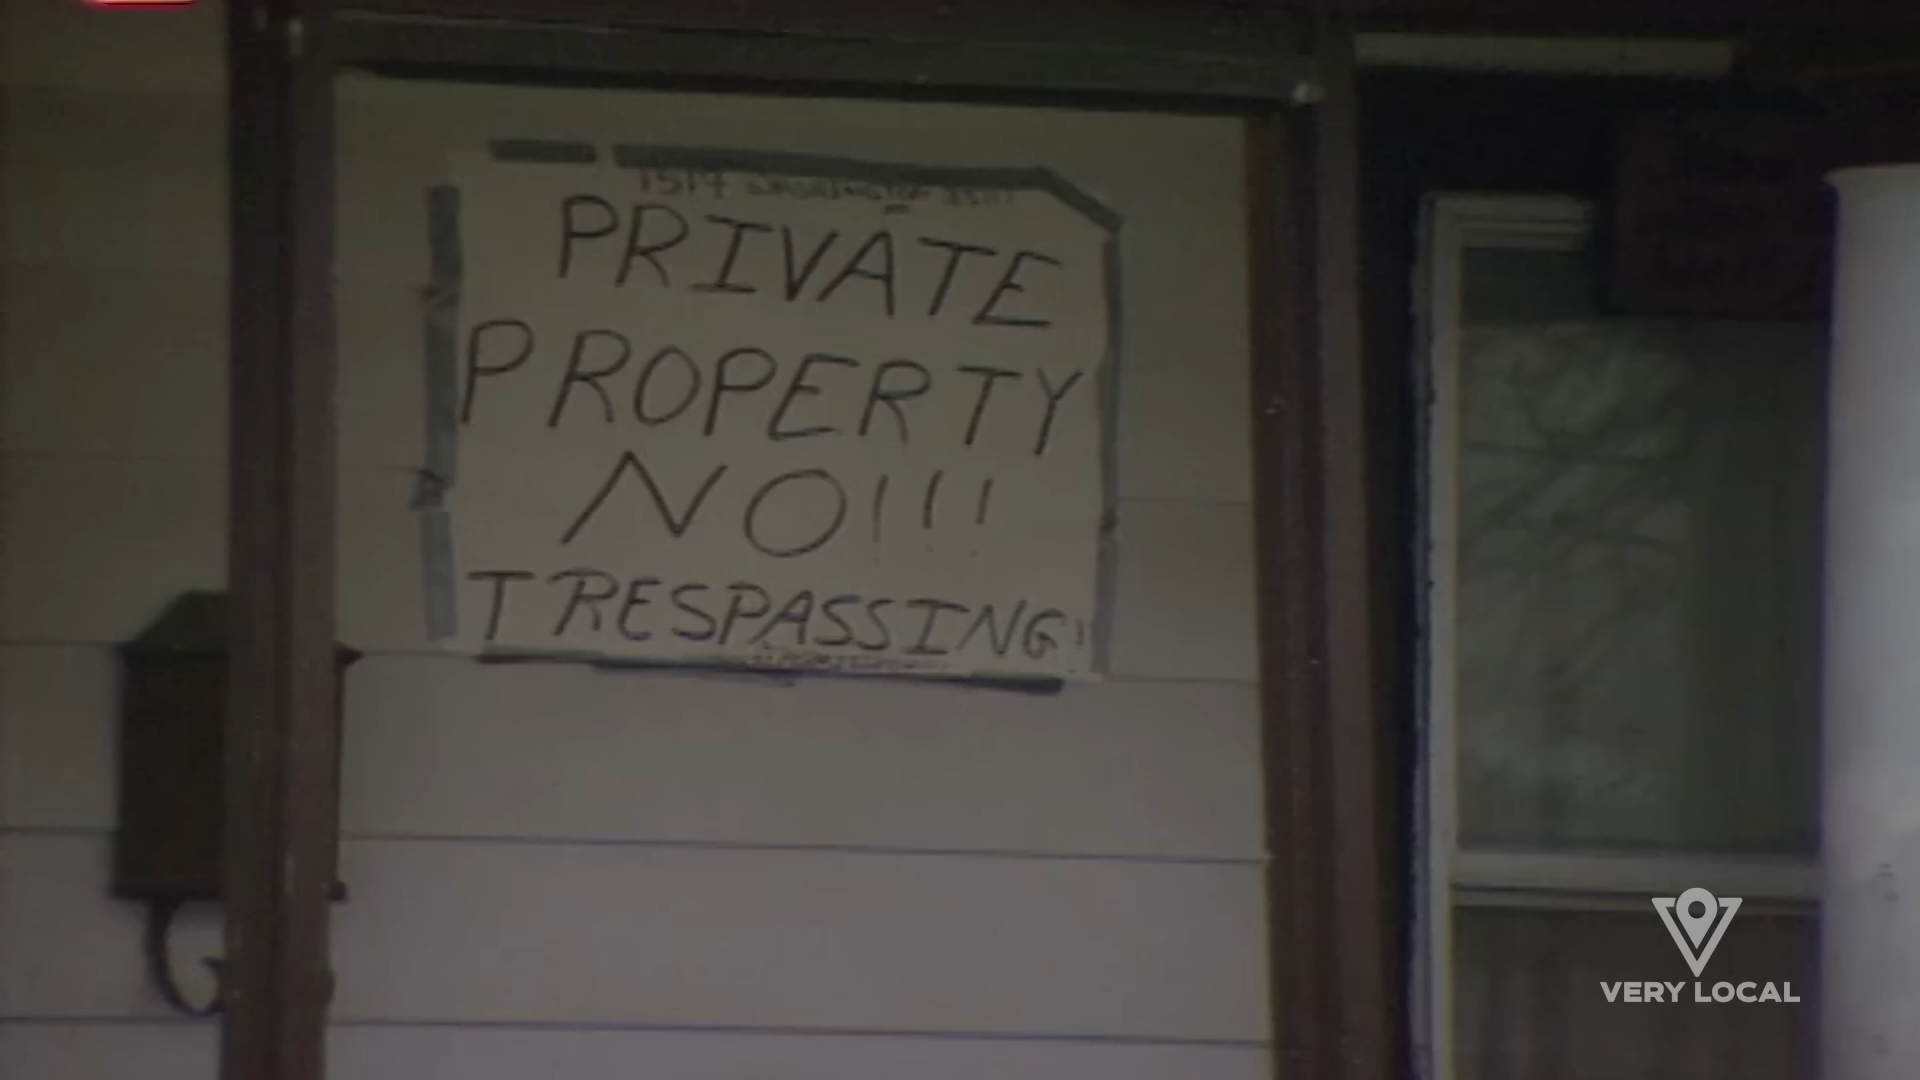 PRIVATE
PROPERTY
NO!!!
TRESPASSING!
VERY LOCAL